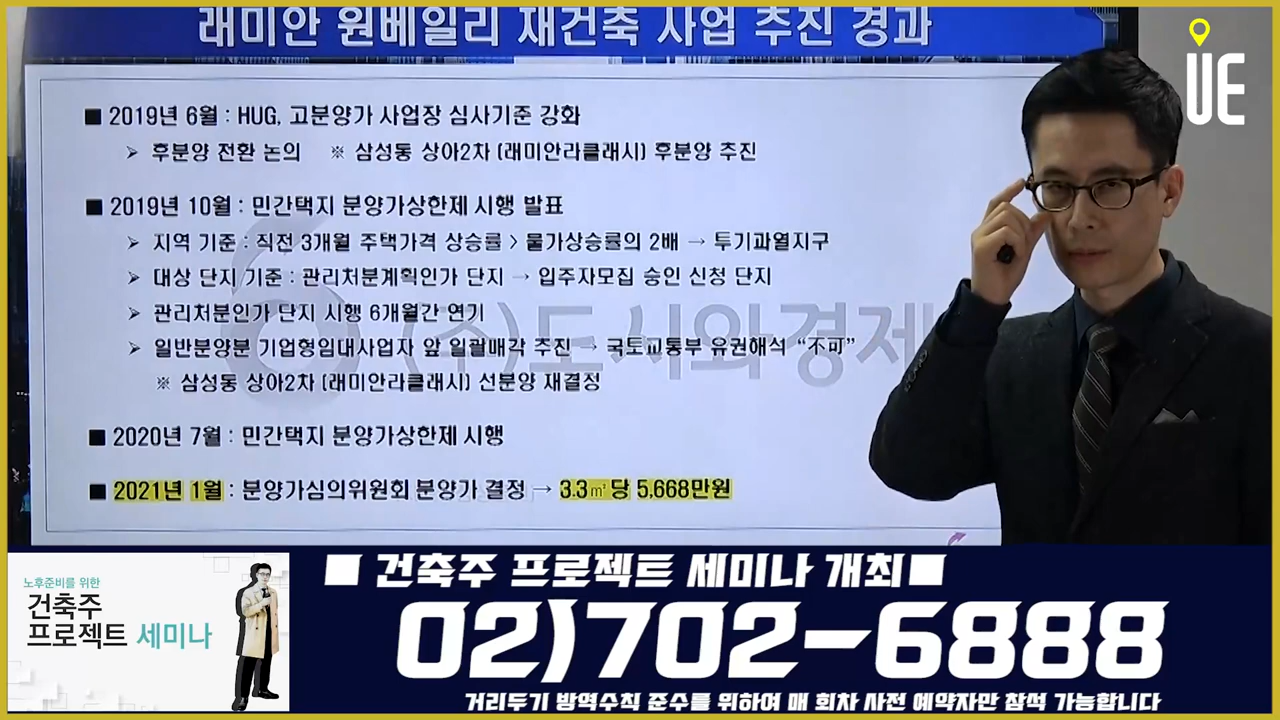 래미안 원베일리 재건축 사업 추진 경과
UE
■ 2019년 6월 : HUG, 고분양가 사업장 심사기준 강화
➢ 후분양 전환 논의 ※ 삼성동 상아2차 (래미안라클래시) 후분양 추진
■ 2019년 10월 : 민간택지 분양가상한제 시행 발표
➢ 지역 기준 : 직전 3개월 주택가격 상승률 > 물가상승률의 2배 → 투기과열지구
➢ 대상 단지 기준 : 관리처분계획인가 단지 → 입주자모집 승인 신청 단지
➢ 관리처분인가 단지 시행 6개월간 연기
➢ 일반분양분 기업형임대사업자 앞 일괄매각 추진 → 국토교통부 유권해석 “不可”
※ 삼성동 상아2차 (래미안라클래시) 선분양 재결정
(주)도시와경제
■ 2020년 7월 : 민간택지 분양가상한제 시행
■ 2021년 1월 : 분양가심의위원회 분양가 결정 → 3.3㎡당 5,668만원
노후준비를 위한
건축주
프로젝트 세미나
■ 건축주 프로젝트 세미나 개최■
02)702-6888
거리두기 방역수칙 준수를 위하여 매 회차 사전 예약자만 참석 가능합니다